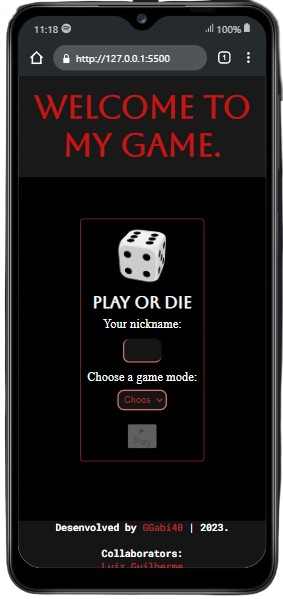 11:18
100%
http://127.0.0.1:5500
1
WELCOME TO
MY GAME.
PLAY OR DIE
Your nickname:
Choose a game mode:
Choos
Play
Desenvolved by GGabi40 | 2023.
Collaborators:
Luiz Guilherme